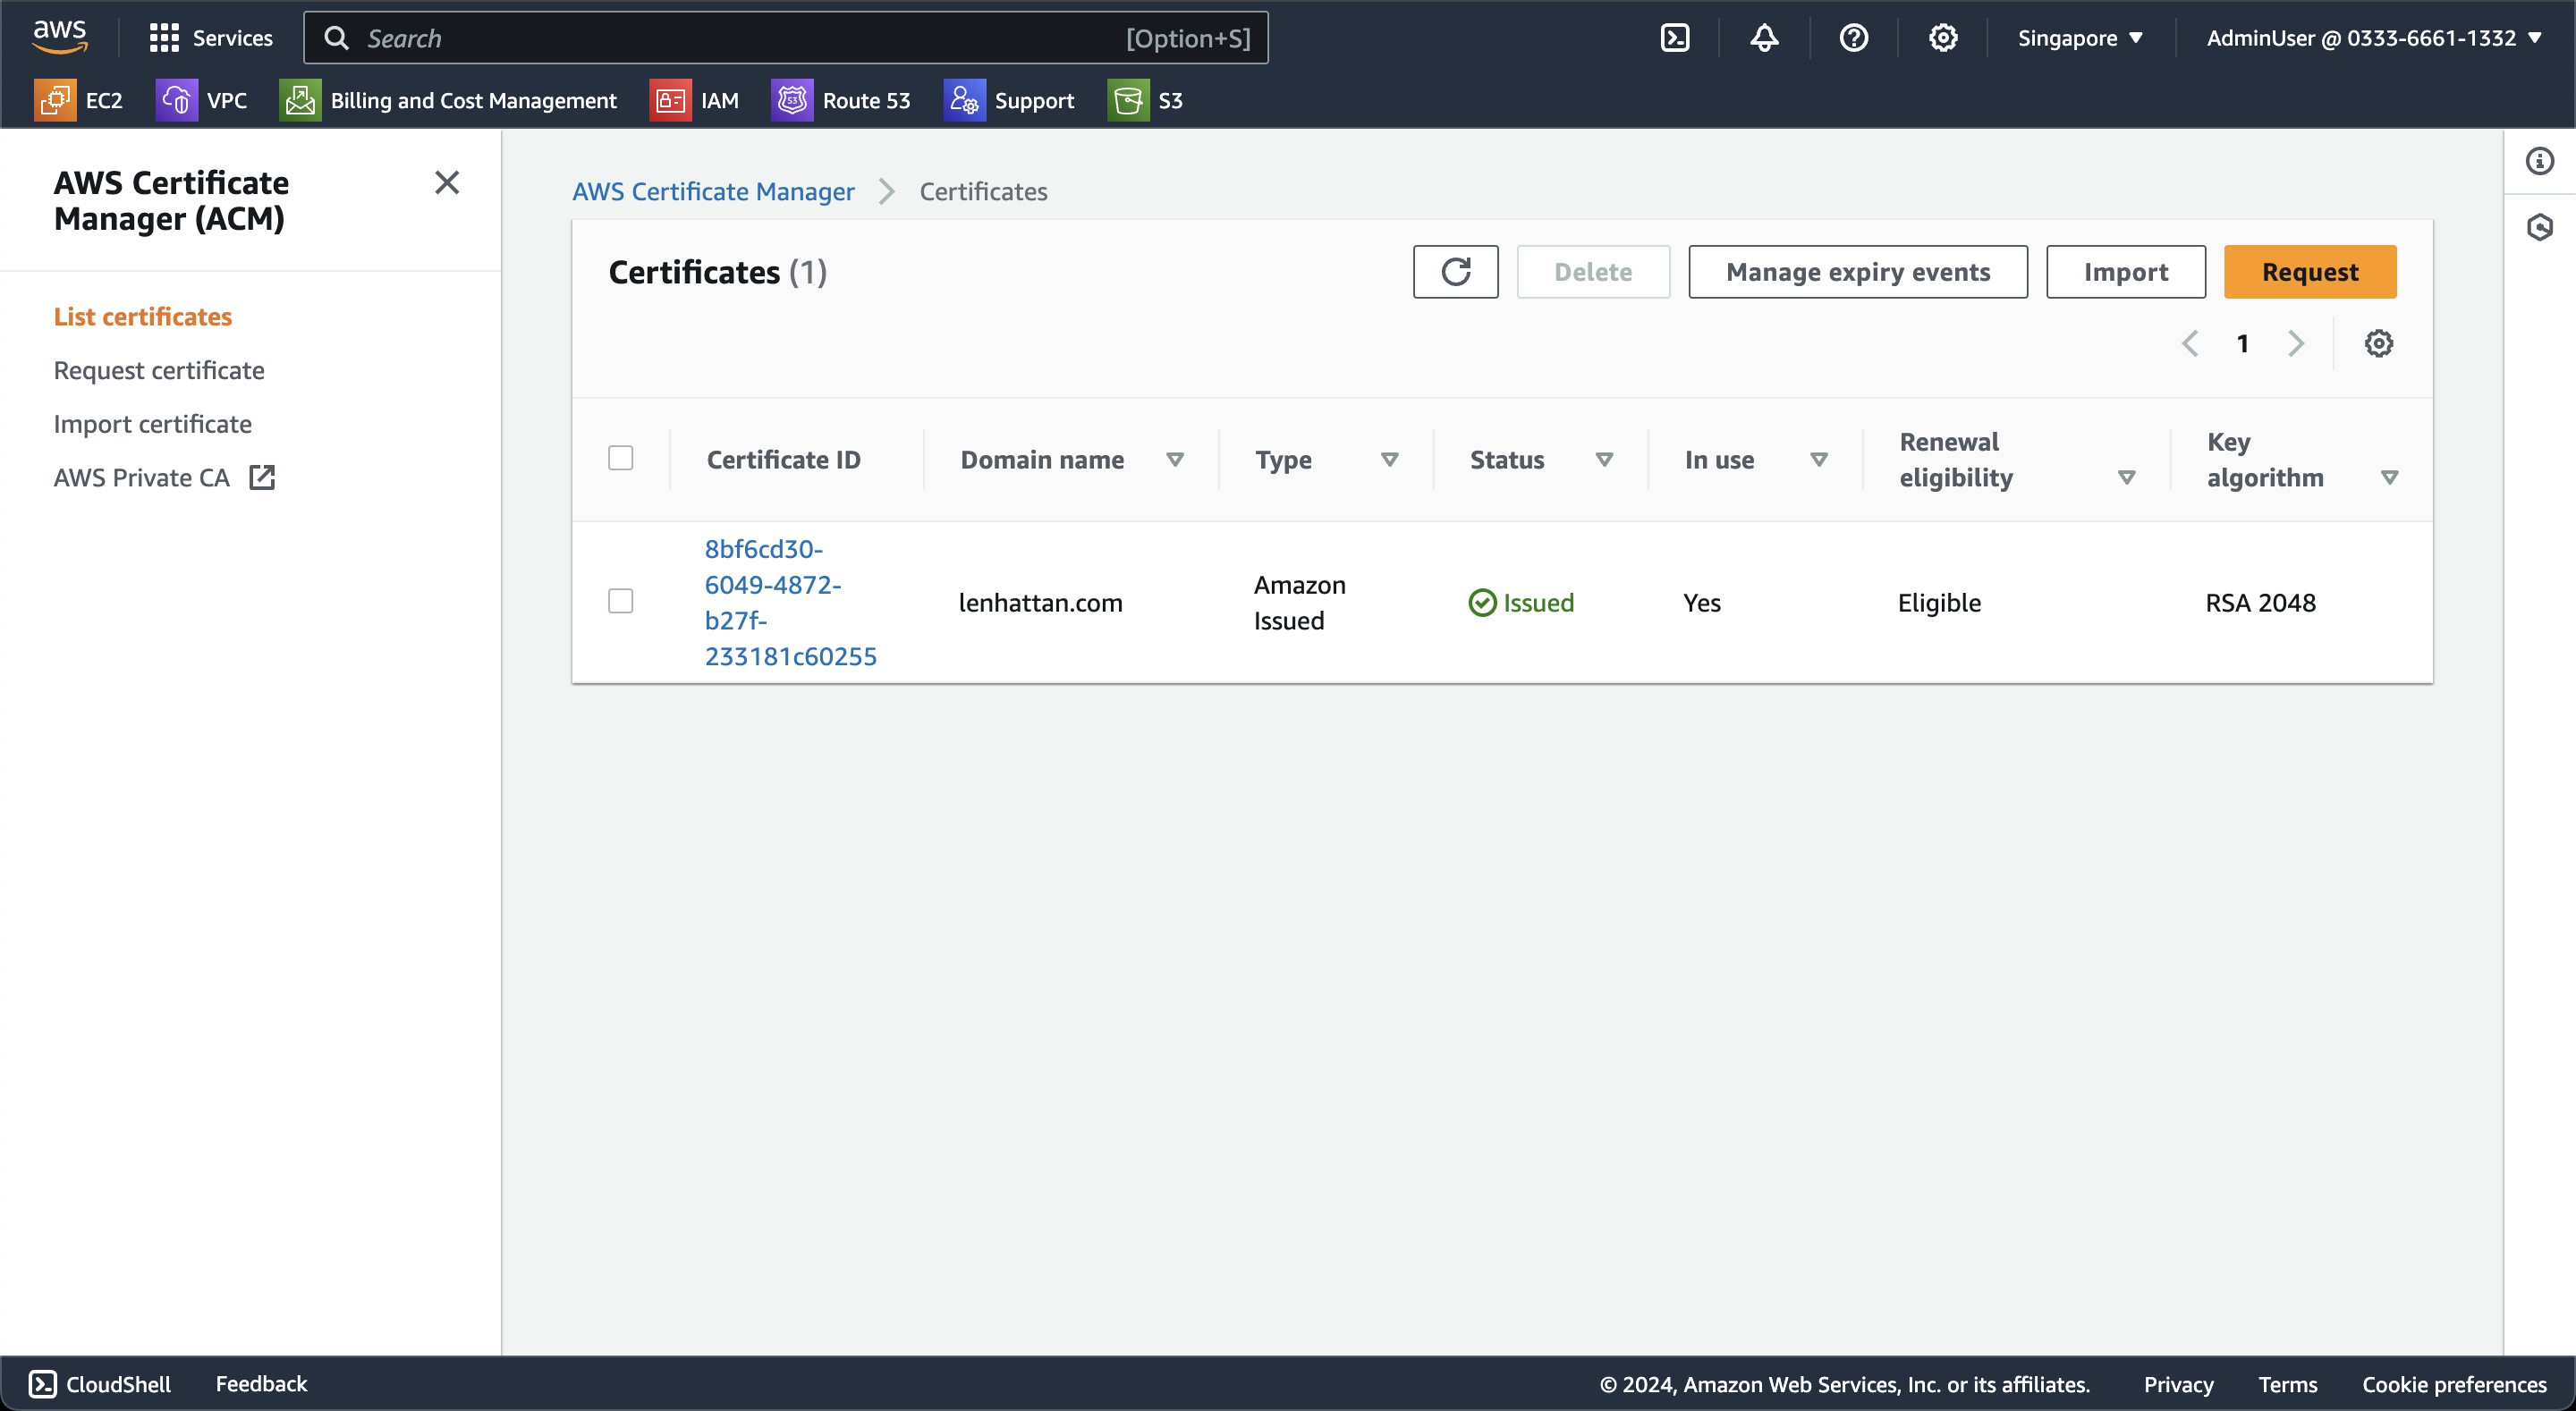 aws
Services
Search
[Option+S]
Singapore
AdminUser @ 0333-6661-1332
EC2
VPC
Billing and Cost Management
IAM
53
Route 53
Support
S3
AWS Certificate
Manager (ACM)
List certificates
Request certificate
Import certificate
AWS Private CA
AWS Certificate Manager
Certificates
Certificates (1)
Delete
Manage expiry events
Import
Request
1
Certificate ID
Domain name
Type
Status
In use
Renewal
eligibility
Key
algorithm
8bf6cd30-
6049-4872-
b27f-
233181c60255
lenhattan.com
Amazon
Issued
Issued
Yes
Eligible
RSA 2048
CloudShell
Feedback
© 2024, Amazon Web Services, Inc. or its affiliates.
Privacy
Terms
Cookie preferences